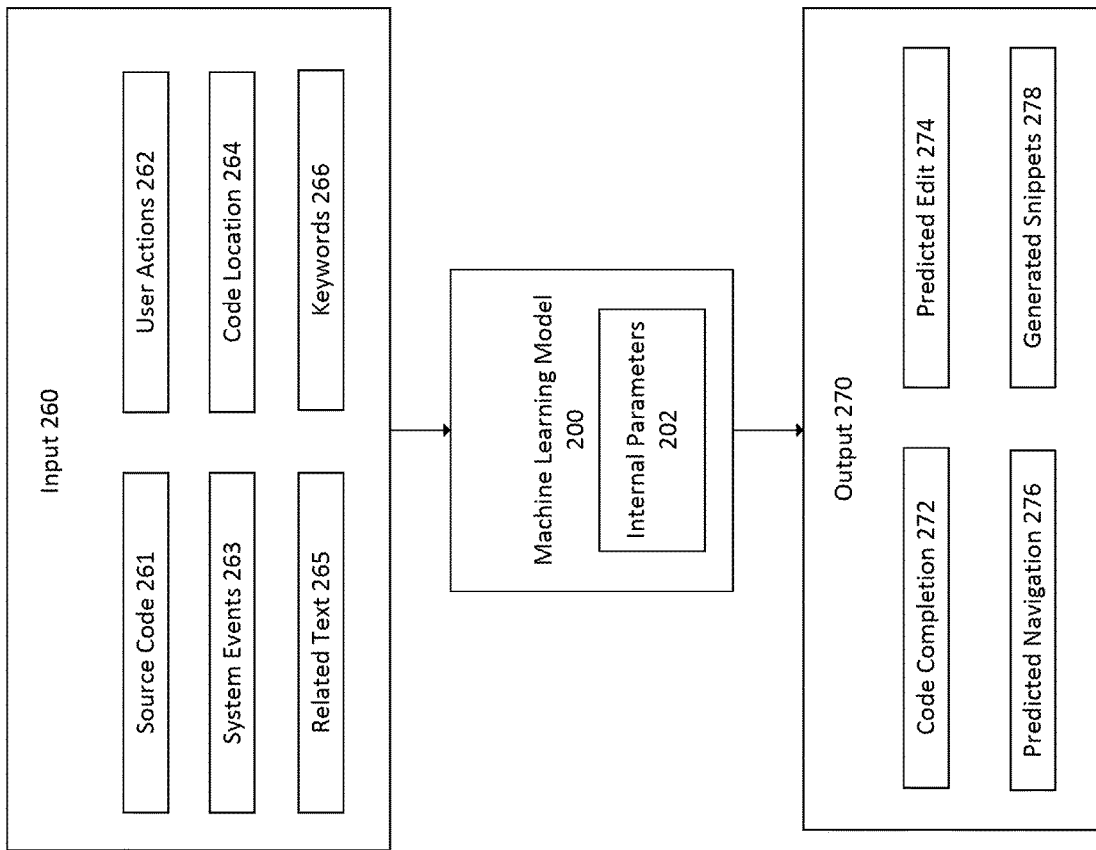 Input 260
Source Code 261
User Actions 262
System Events 263
Code Location 264
Related Text 265
Keywords 266
Machine Learning Model
200
Internal Parameters
202
Output 270
Code Completion 272
Predicted Edit 274
Predicted Navigation 276
Generated Snippets 278